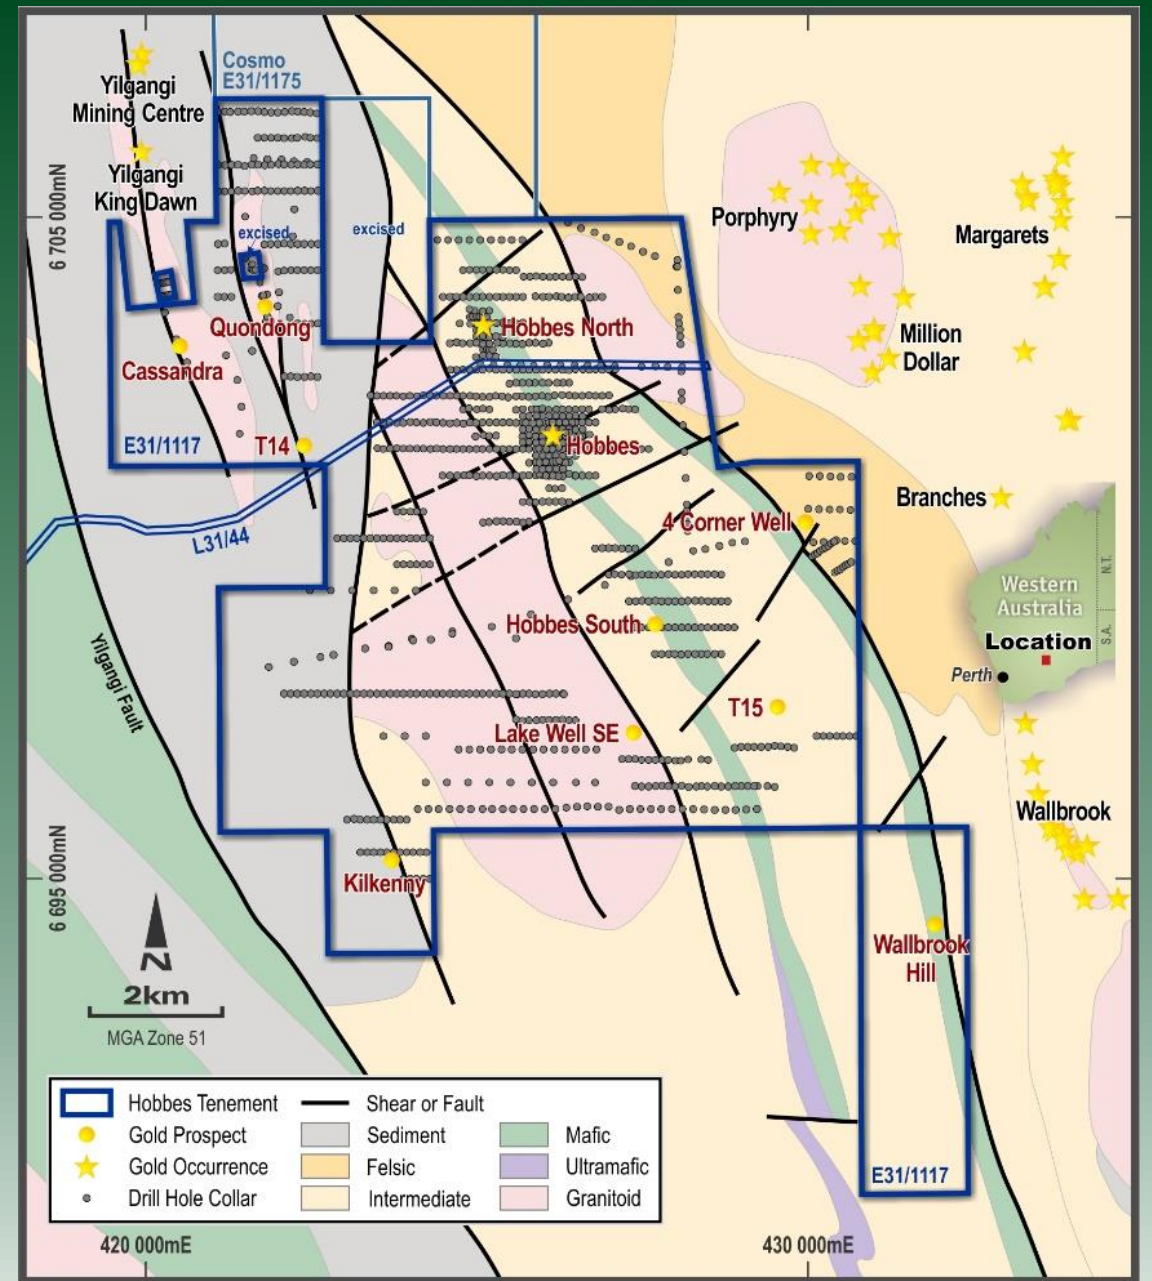 Cosmo
E31/1175
Yilgangi
Mining Centre
Yilgangi
King Dawn
6 705 000mN
excised
excised
Porphyry
Margarets
Quondong
Hobbes North
Million
Dollar
Cassandra
E31/1117
T14
Hobbes
Branches
L31/44
4 Corner Well
N.T.
Western
Australia
Hobbes South
S.A.
Location
Perth
Yilgangi Fault
T15
Lake Well SE
Wallbrook
6 695 000mN
Kilkenny
Wallbrook
Hill
N
2km
MGA Zone 51
Hobbes Tenement
Shear or Fault
Gold Prospect
Sediment
Mafic
Gold Occurrence
Felsic
Ultramafic
E31/1117
Drill Hole Collar
Intermediate
Granitoid
420 000mE
430 000mE